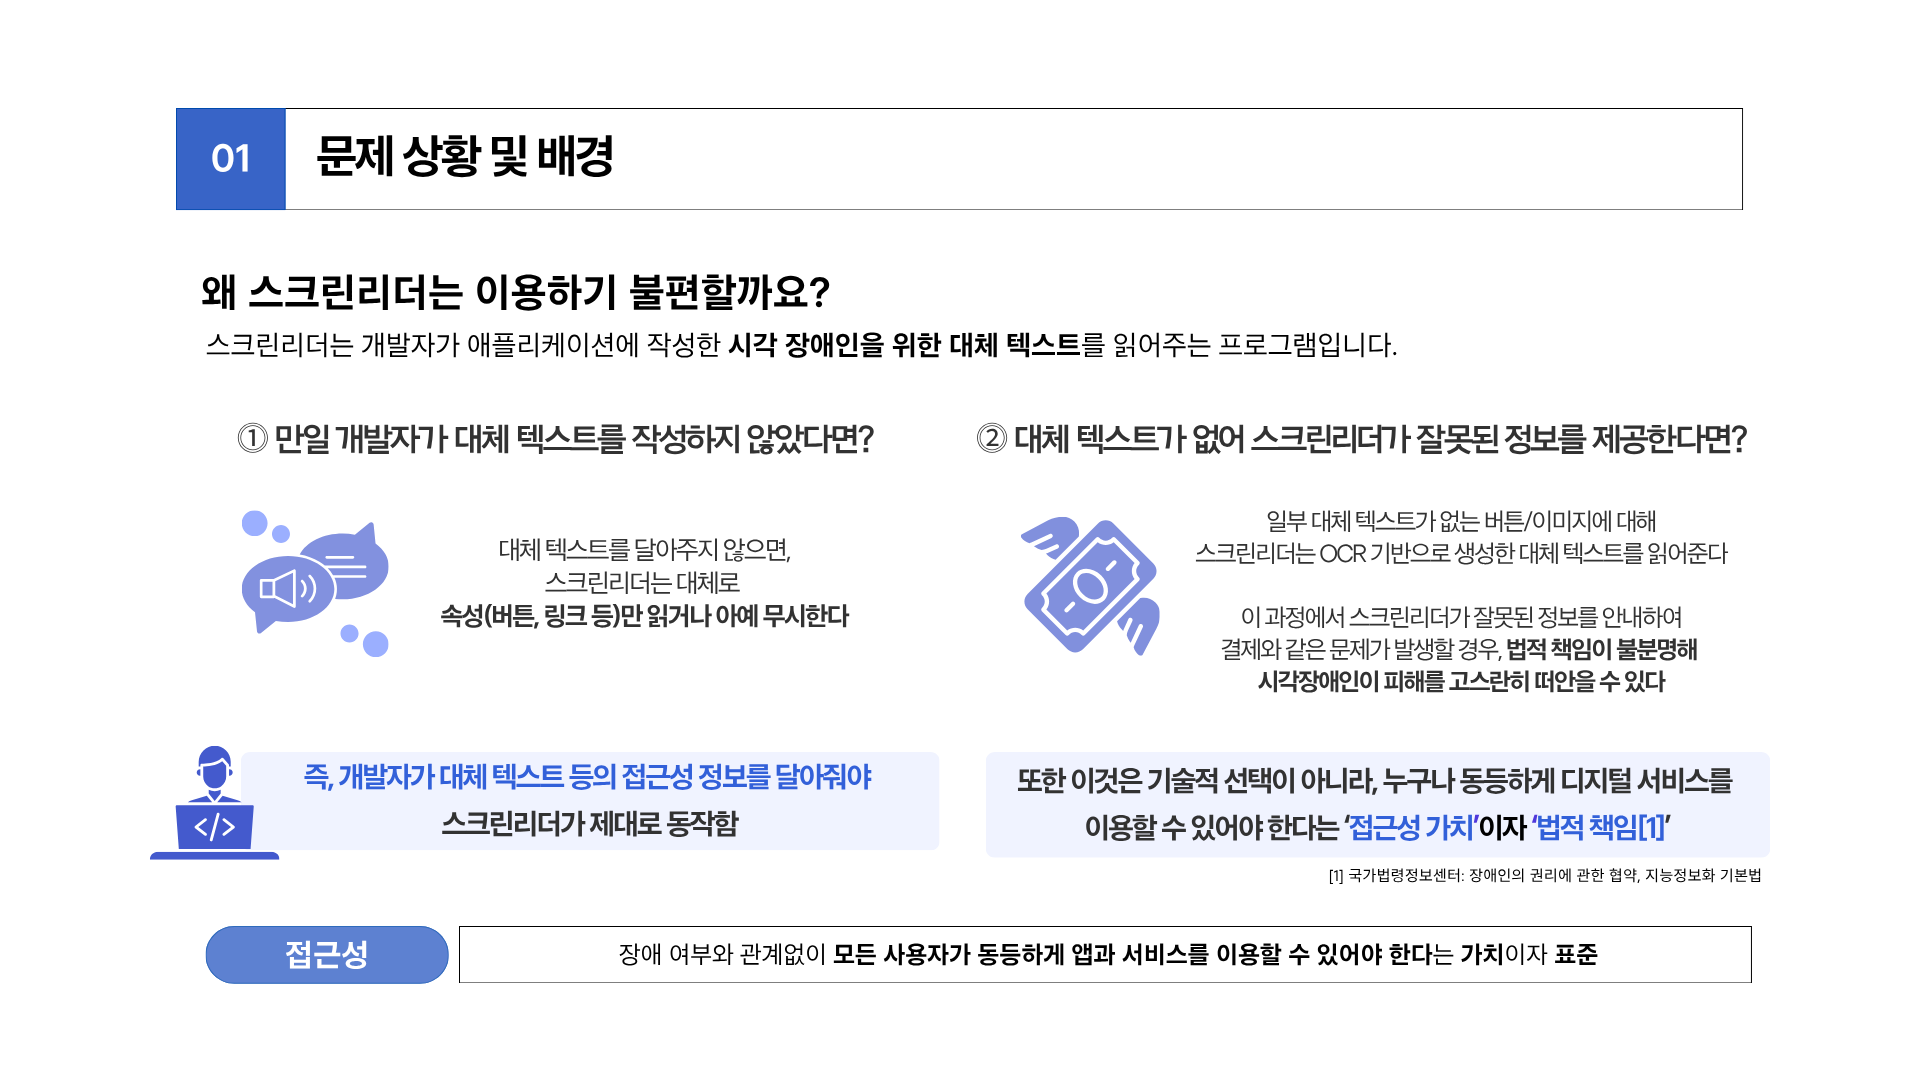 01
문제 상황 및 배경
왜 스크린리더는 이용하기 불편할까요?
스크린리더는 개발자가 애플리케이션에 작성한 시각 장애인을 위한 대체 텍스트를 읽어주는 프로그램입니다.
① 만일 개발자가 대체 텍스트를 작성하지 않았다면?
대체 텍스트를 달아주지 않으면,
스크린리더는 대체로
속성(버튼, 링크 등)만 읽거나 아예 무시한다
② 대체 텍스트가 없어 스크린리더가 잘못된 정보를 제공한다면?
일부 대체 텍스트가 없는 버튼/이미지에 대해
스크린리더는 OCR 기반으로 생성한 대체 텍스트를 읽어준다
이 과정에서 스크린리더가 잘못된 정보를 안내하여
결제와 같은 문제가 발생할 경우, 법적 책임이 불분명해
시각장애인이 피해를 고스란히 떠안을 수 있다
</>
즉, 개발자가 대체 텍스트 등의 접근성 정보를 달아줘야
스크린리더가 제대로 동작함
또한 이것은 기술적 선택이 아니라, 누구나 동등하게 디지털 서비스를
이용할 수 있어야 한다는 ‘접근성 가치’이자 ‘법적 책임[1]’
[1] 국가법령정보센터: 장애인의 권리에 관한 협약, 지능정보화 기본법
접근성
장애 여부와 관계없이 모든 사용자가 동등하게 앱과 서비스를 이용할 수 있어야 한다는 가치이자 표준